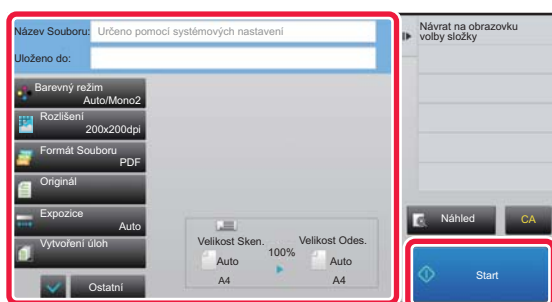 Název Souboru: Určeno pomocí systémových nastavení
Uloženo do:
Barevný režim
Auto/Mono2
Rozlišení
200x200dpi
Formát Souboru
PDF
Originál
Expozice
Auto
Vytvoření úloh
Ostatní
Velikost Sken. 100% Velikost Odes.
Auto Auto
A4 A4
Návrat na obrazovku
volby složky
Náhled CA
Start